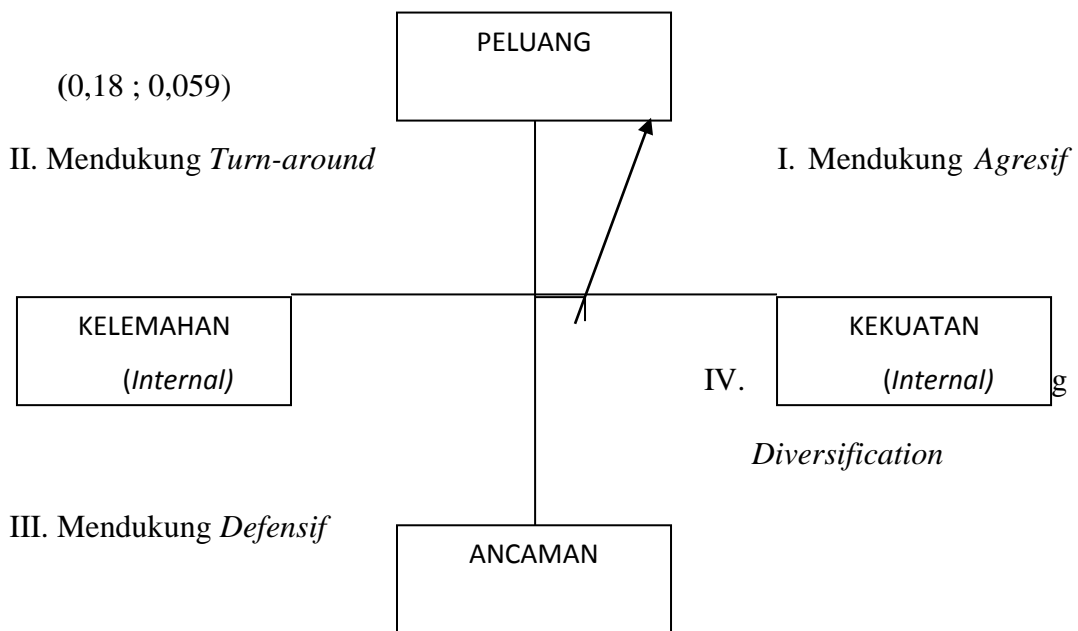 PELUANG
(0,18 ; 0,059)
II. Mendukung Turn-around
I. Mendukung Agresif
KELEMAHAN
(Internal)
KEKUATAN
(Internal)
IV. g
Diversification
III. Mendukung Defensif
ANCAMAN